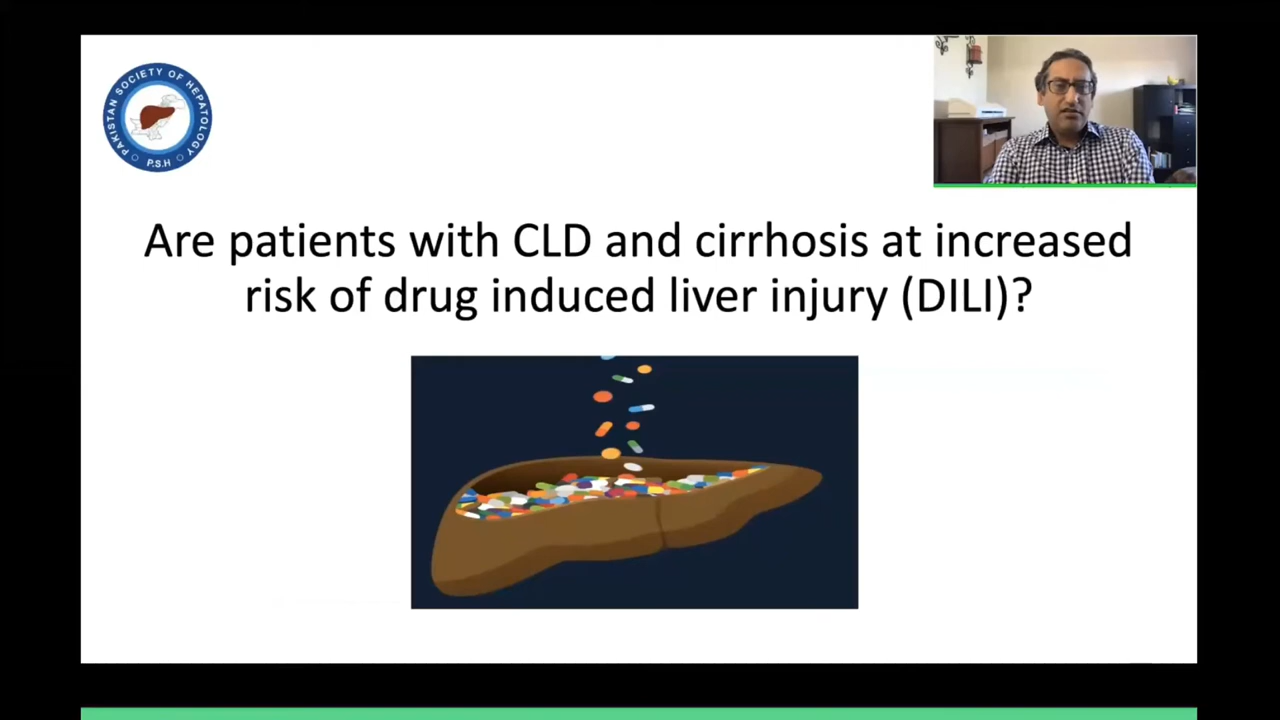 PAKISTAN SOCIETY OF HEPATOLOGY
P.S.H
Are patients with CLD and cirrhosis at increased
risk of drug induced liver injury (DILI)?